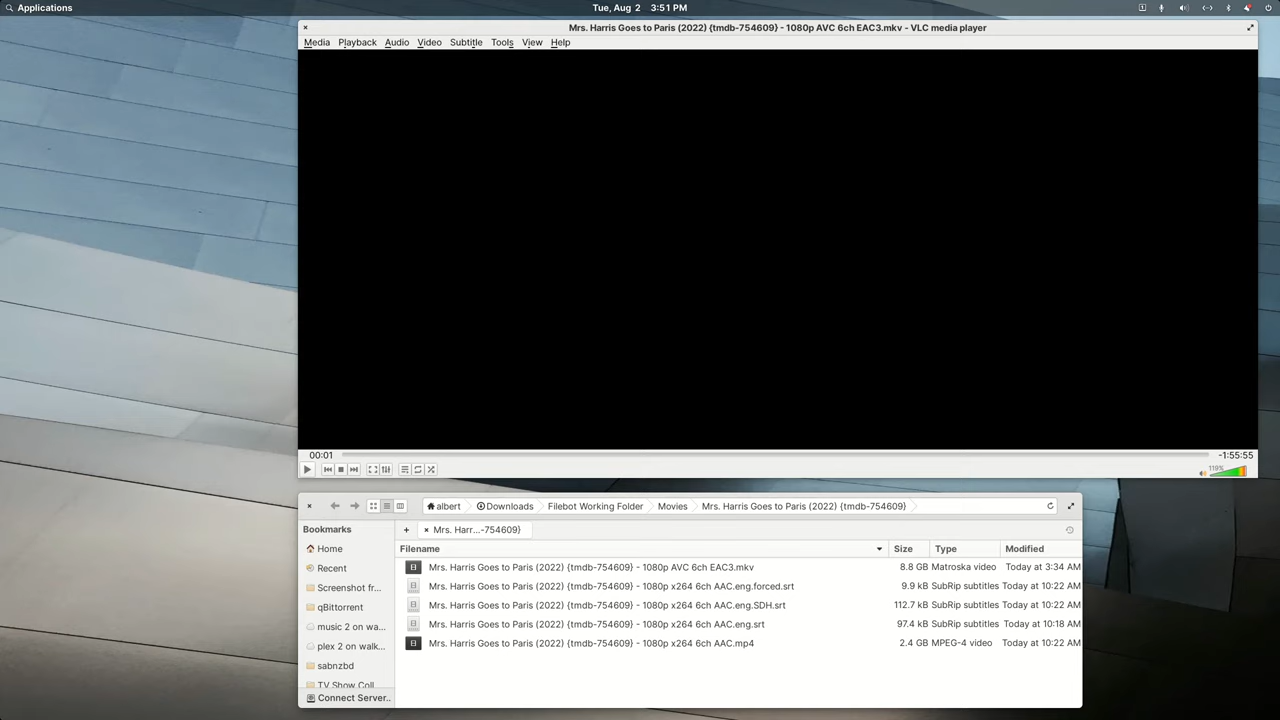 Applications
Tue, Aug 2 3:51 PM
Mrs. Harris Goes to Paris (2022) {tmdb-754609} - 1080p AVC 6ch EAC3.mkv - VLC media player
Media Playback Audio Video Subtitle Tools View Help
00:01 -1:55:55
119%
albert Downloads Filebot Working Folder Movies Mrs. Harris Goes to Paris (2022) {tmdb-754609}
Bookmarks
Home
Recent
Screenshot fr...
qBittorrent
music 2 on wa...
plex 2 on walk...
sabnzbd
TV Show Coll...
Connect Server..
Mrs. Harr...-754609}
Filename Size Type Modified
Mrs. Harris Goes to Paris (2022) {tmdb-754609} - 1080p AVC 6ch EAC3.mkv 8.8 GB Matroska video Today at 3:34 AM
Mrs. Harris Goes to Paris (2022) {tmdb-754609} - 1080p x264 6ch AAC.eng.forced.srt 9.9 kB SubRip subtitles Today at 10:22 AM
Mrs. Harris Goes to Paris (2022) {tmdb-754609} - 1080p x264 6ch AAC.eng.SDH.srt 112.7 kB SubRip subtitles Today at 10:22 AM
Mrs. Harris Goes to Paris (2022) {tmdb-754609} - 1080p x264 6ch AAC.eng.srt 97.4 kB SubRip subtitles Today at 10:18 AM
Mrs. Harris Goes to Paris (2022) {tmdb-754609} - 1080p x264 6ch AAC.mp4 2.4 GB MPEG-4 video Today at 10:22 AM